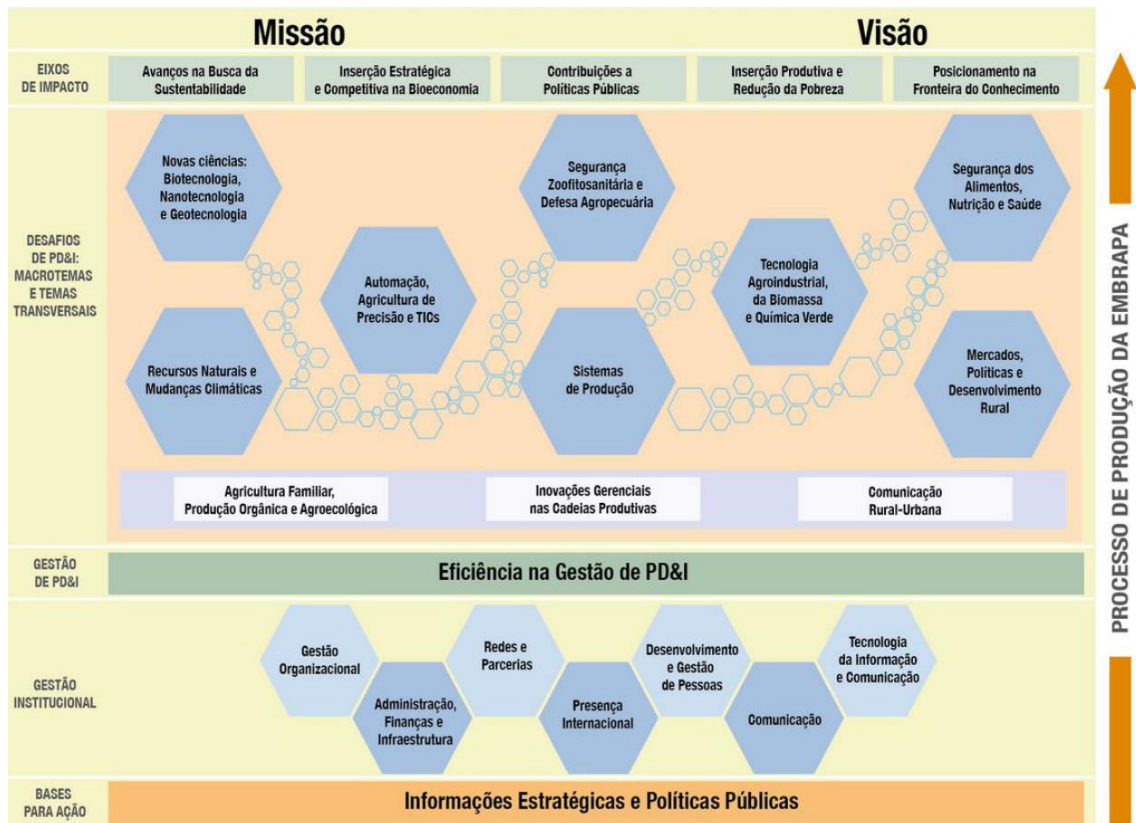 Missão
Visão
EIXOS
DE IMPACTO
Avanços na Busca da
Sustentabilidade
Inserção Estratégica
e Competitiva na Bioeconomia
Contribuições a
Políticas Públicas
Inserção Produtiva e
Redução da Pobreza
Posicionamento na
Fronteira do Conhecimento
DESAFIOS
DE PD&I:
MACROTEMAS
E TEMAS
TRANSVERSAIS
Novas ciências:
Biotecnologia,
Nanotecnologia
e Geotecnologia
Segurança
Zoofitosanitária e
Defesa Agropecuária
Segurança dos
Alimentos,
Nutrição e Saúde
Automação,
Agricultura de
Precisão e TICs
Tecnologia
Agroindustrial,
da Biomassa
e Química Verde
Recursos Naturais e
Mudanças Climáticas
Sistemas
de Produção
Mercados,
Políticas e
Desenvolvimento
Rural
Agricultura Familiar,
Produção Orgânica e Agroecológica
Inovações Gerenciais
nas Cadeias Produtivas
Comunicação
Rural-Urbana
GESTÃO
DE PD&I
Eficiência na Gestão de PD&I
GESTÃO
INSTITUCIONAL
Gestão
Organizacional
Administração,
Finanças e
Infraestrutura
Redes e
Parcerias
Presença
Internacional
Desenvolvimento
e Gestão
de Pessoas
Comunicação
Tecnologia
da Informação
e Comunicação
BASES
PARA AÇÃO
Informações Estratégicas e Políticas Públicas
PROCESSO DE PRODUÇÃO DA EMBRAPA